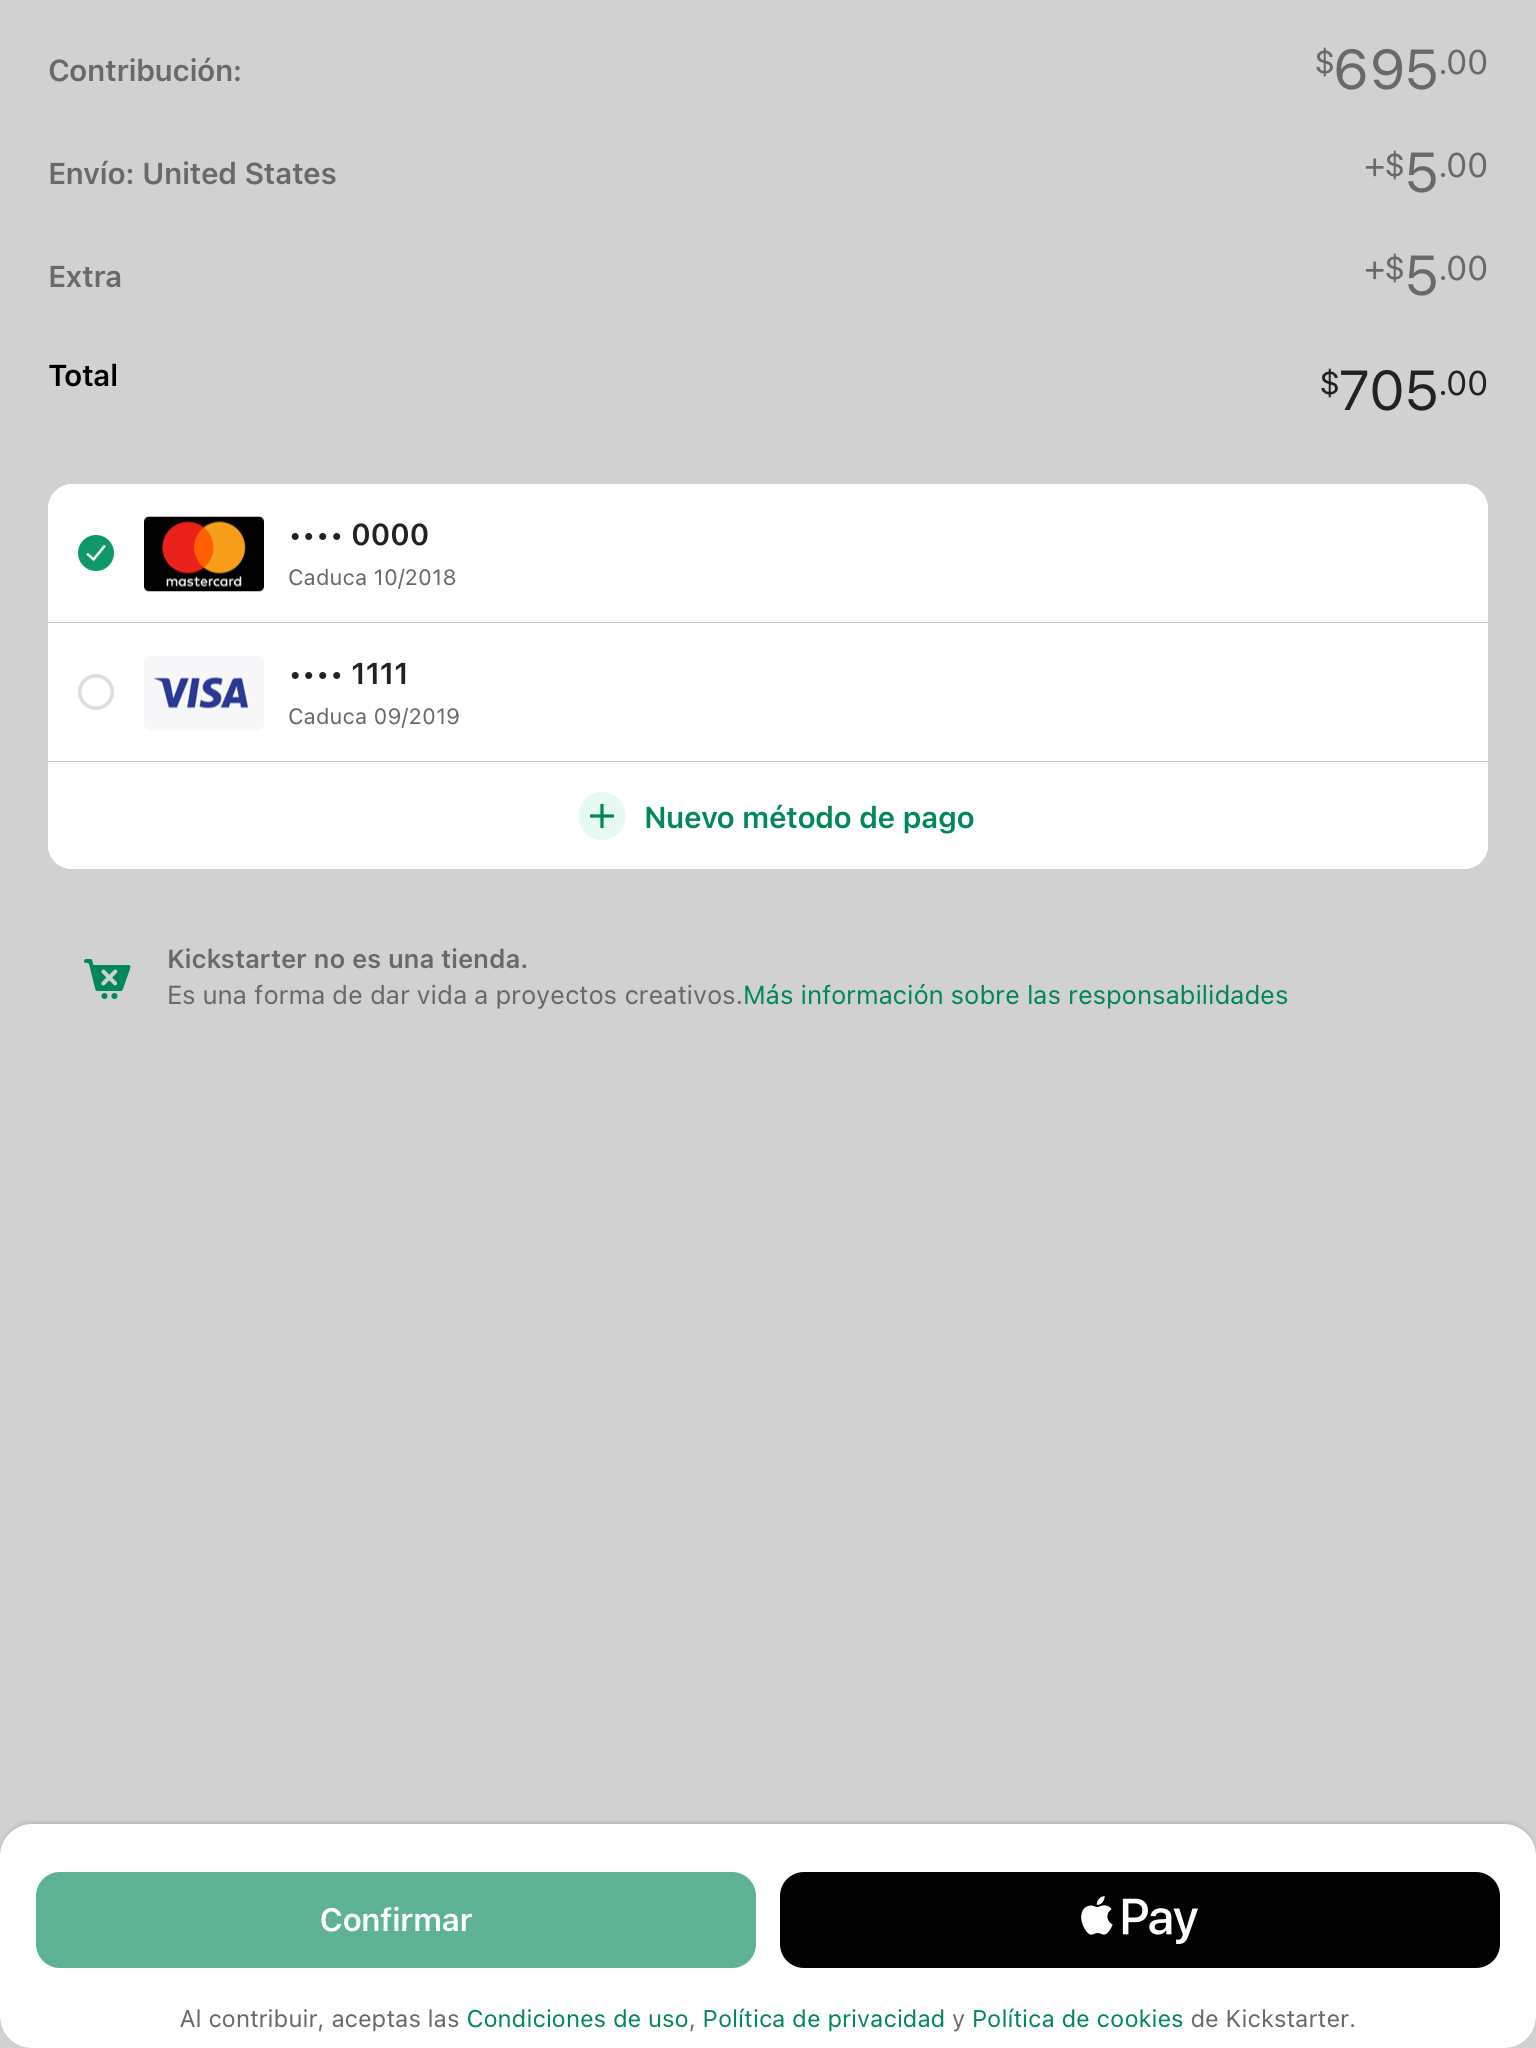 Contribución: $695.00
Envío: United States +$5.00
Extra +$5.00
Total $705.00
mastercard •••• 0000
Caduca 10/2018
VISA •••• 1111
Caduca 09/2019
Nuevo método de pago
Kickstarter no es una tienda.
Es una forma de dar vida a proyectos creativos.Más información sobre las responsabilidades
Confirmar Pay
Al contribuir, aceptas las Condiciones de uso, Política de privacidad y Política de cookies de Kickstarter.